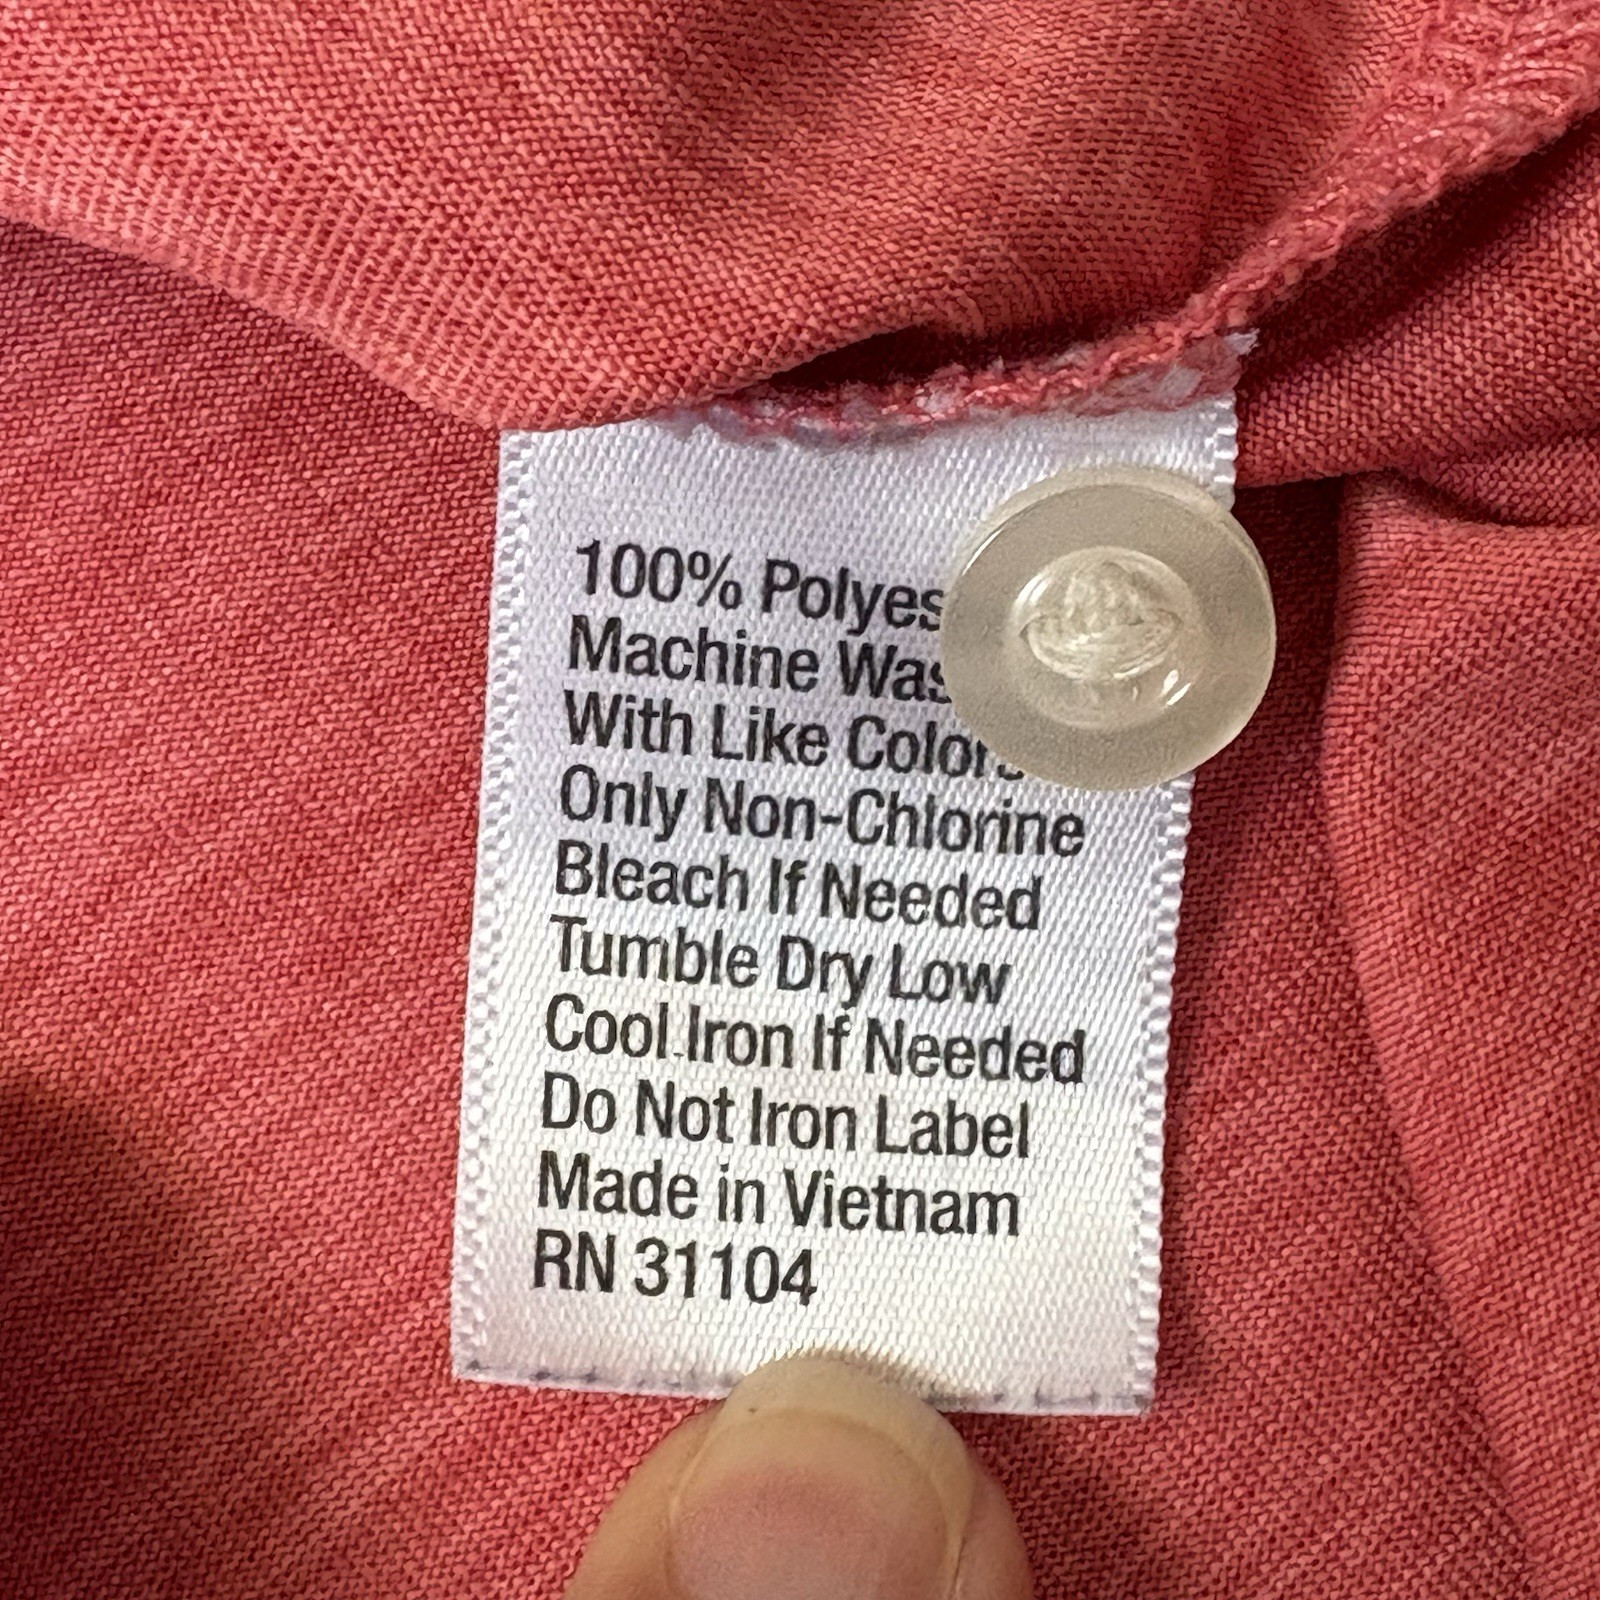 100% Polyes
Machine Was
With Like Colors
Only Non-Chlorine
Bleach If Needed
Tumble Dry Low
Cool Iron If Needed
Do Not Iron Label
Made in Vietnam
RN 31104